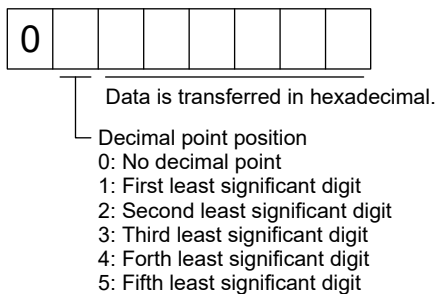 0
Data is transferred in hexadecimal.
Decimal point position
0: No decimal point
1: First least significant digit
2: Second least significant digit
3: Third least significant digit
4: Forth least significant digit
5: Fifth least significant digit